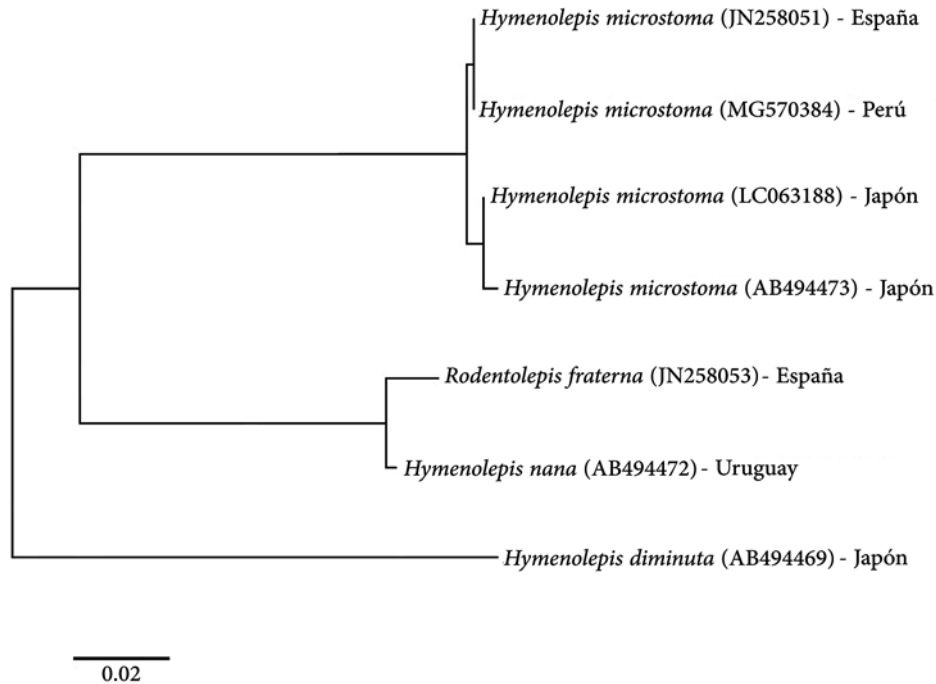 Hymenolepis microstoma (JN258051) - España
Hymenolepis microstoma (MG570384) - Perú
Hymenolepis microstoma (LC063188) - Japón
Hymenolepis microstoma (AB494473) - Japón
Rodentolepis fraterna (JN258053)- España
Hymenolepis nana (AB494472)- Uruguay
Hymenolepis diminuta (AB494469) - Japón
0.02